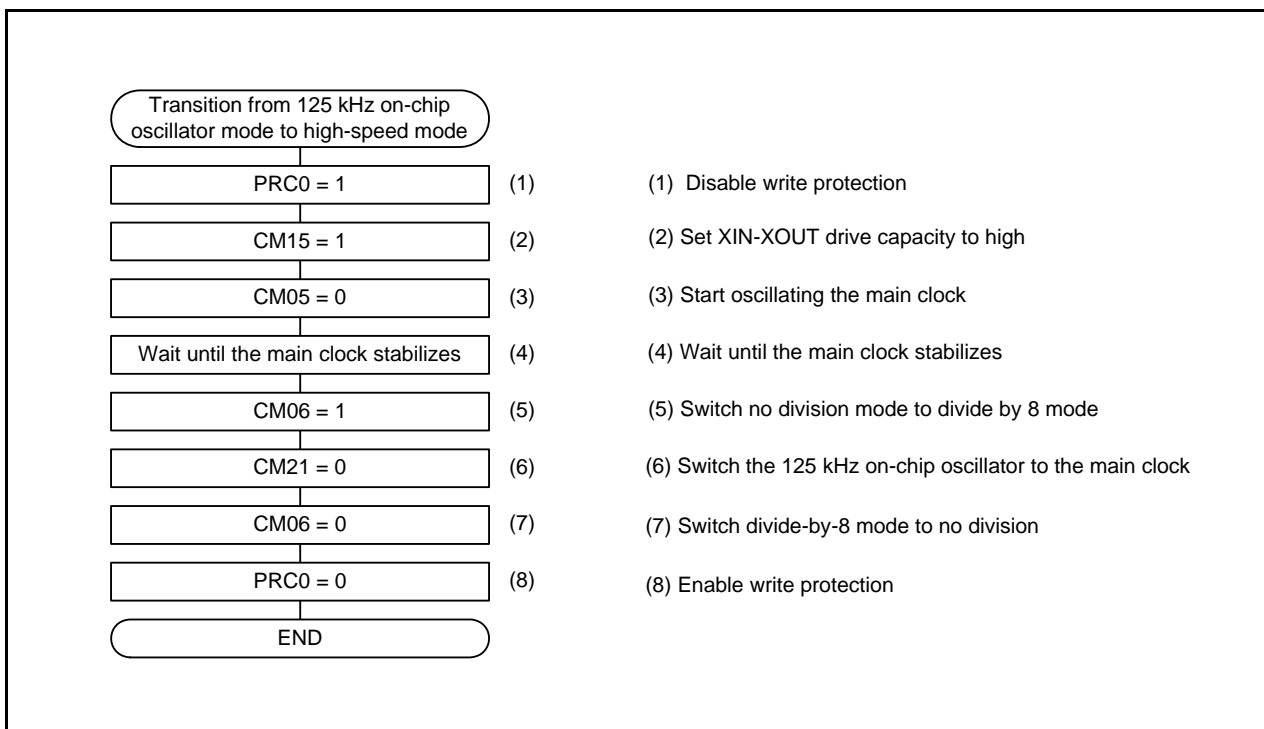 Transition from 125 kHz on-chip
oscillator mode to high-speed mode
PRC0 = 1 (1) (1) Disable write protection
CM15 = 1 (2) (2) Set XIN-XOUT drive capacity to high
CM05 = 0 (3) (3) Start oscillating the main clock
Wait until the main clock stabilizes (4) (4) Wait until the main clock stabilizes
CM06 = 1 (5) (5) Switch no division mode to divide by 8 mode
CM21 = 0 (6) (6) Switch the 125 kHz on-chip oscillator to the main clock
CM06 = 0 (7) (7) Switch divide-by-8 mode to no division
PRC0 = 0 (8) (8) Enable write protection
END